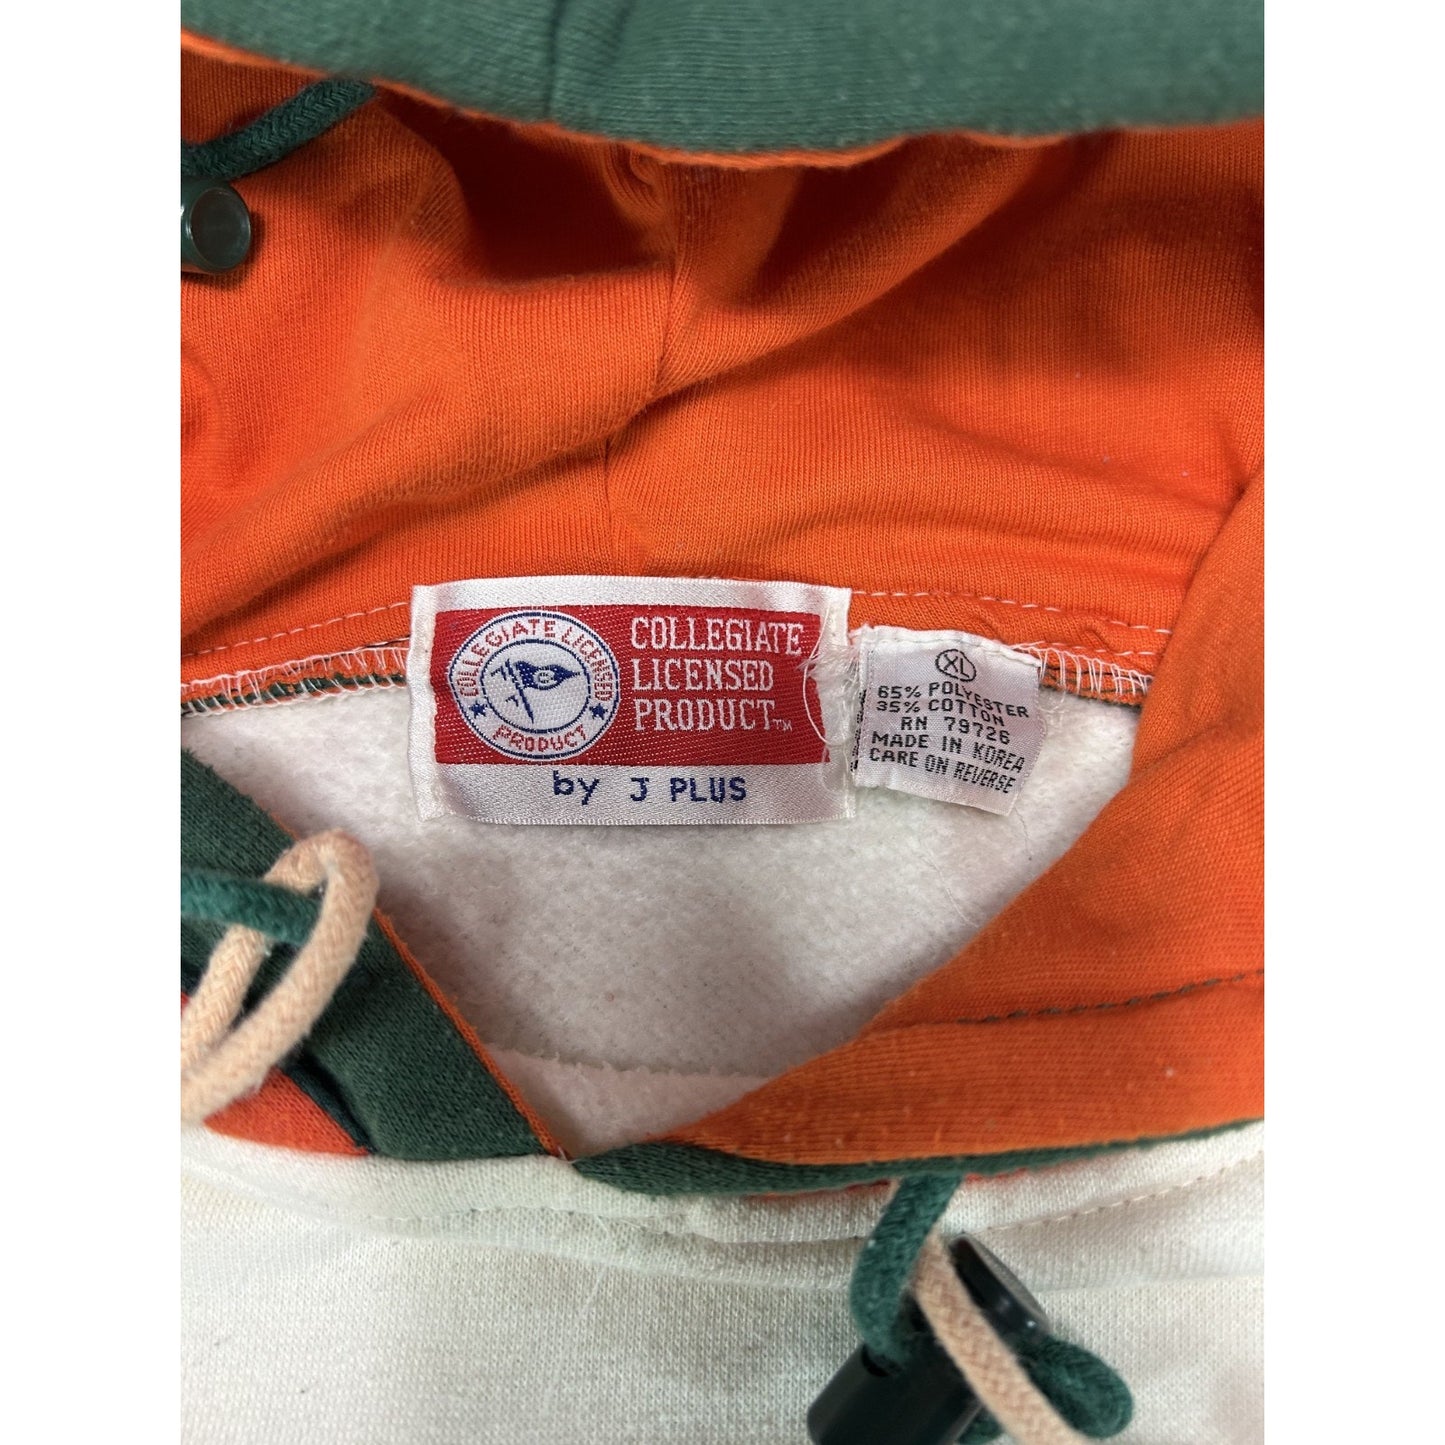 COLLEGIATE LICENSED
PRODUCT
COLLEGIATE
LICENSED
PRODUCT™
by J PLUS
XL
65% POLYESTER
35% COTTON
RN 79726
MADE IN KOREA
CARE ON REVERSE